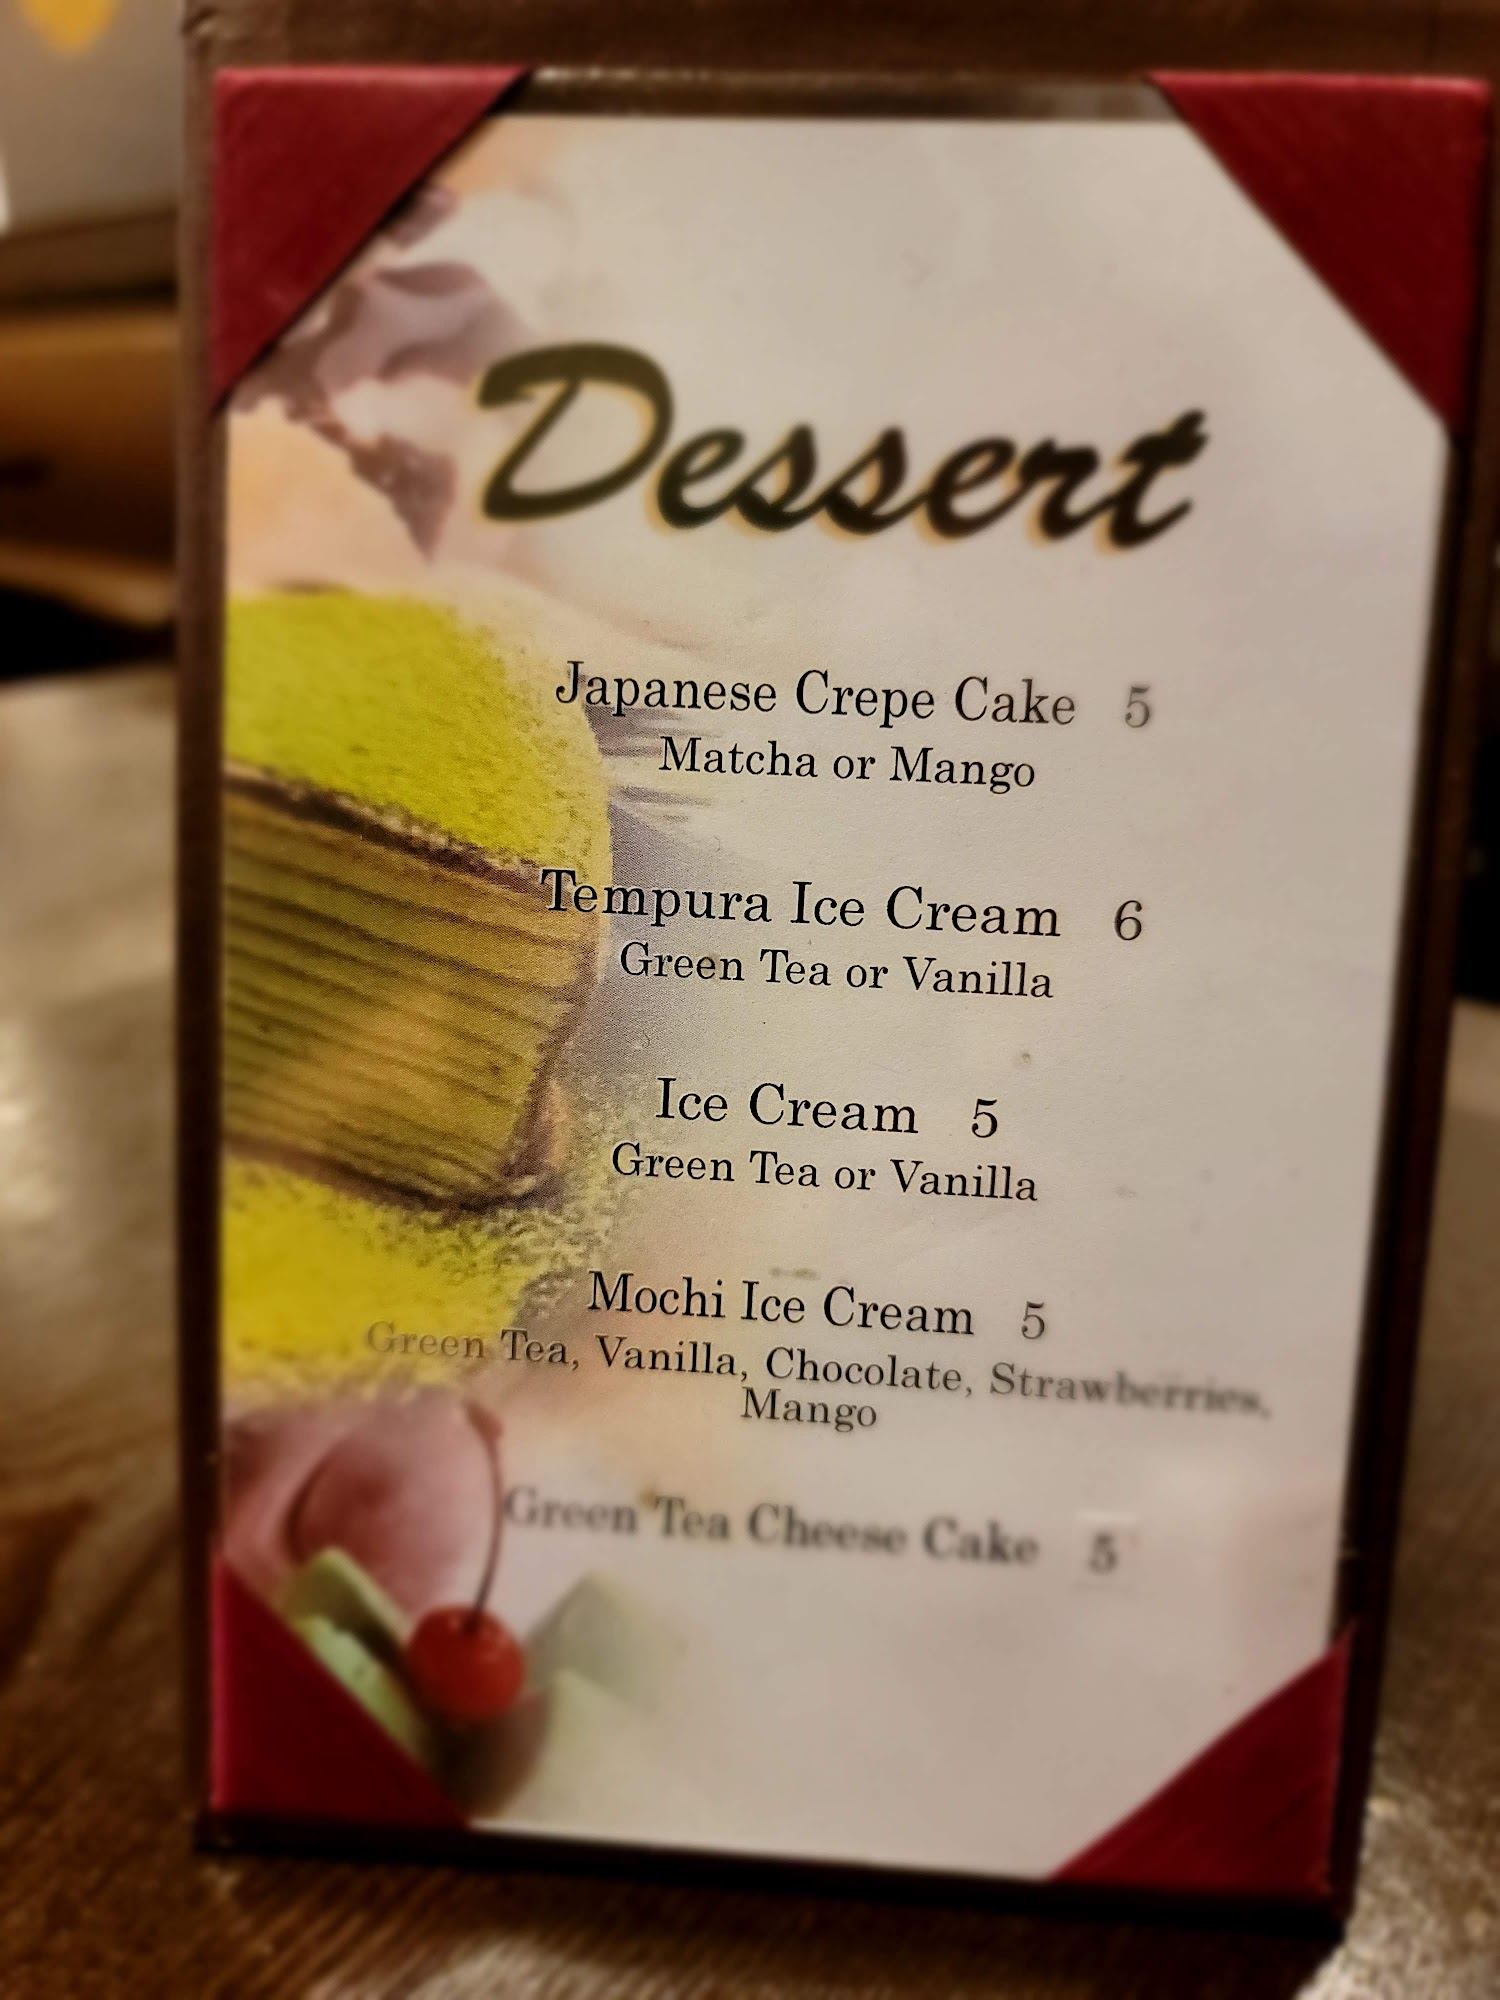 Dessert
Japanese Crepe Cake 5
Matcha or Mango
Tempura Ice Cream 6
Green Tea or Vanilla
Ice Cream 5
Green Tea or Vanilla
Mochi Ice Cream 5
Green Tea, Vanilla, Chocolate, Strawberries,
Mango
Green Tea Cheese Cake 5